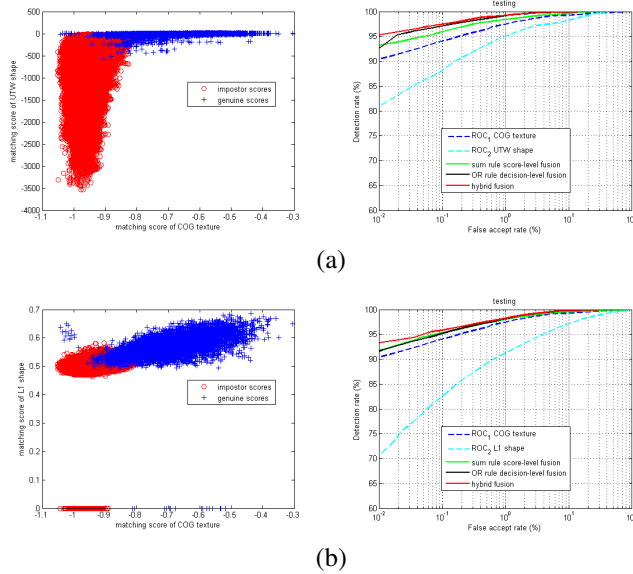 testing
500
0
-500
-1000
-1500
-2000
-2500
-3000
-3500
-4000
matching score of UTW shape
impostor scores
genuine scores
-1.1 -1 -0.9 -0.8 -0.7 -0.6 -0.5 -0.4 -0.3
matching score of COG texture
100
95
90
85
80
75
70
65
60
Detection rate (%)
ROC1 COG texture
ROC2 UTW shape
sum rule score-level fusion
OR rule decision-level fusion
hybrid fusion
10-2 10-1 100 101 102
False accept rate (%)
(a)
testing
0.7
0.6
0.5
0.4
0.3
0.2
0.1
0
matching score of L1 shape
impostor scores
genuine scores
-1.1 -1 -0.9 -0.8 -0.7 -0.6 -0.5 -0.4 -0.3
matching score of COG texture
100
95
90
85
80
75
70
65
60
Detection rate (%)
ROC1 COG texture
ROC2 L1 shape
sum rule score-level fusion
OR rule decision-level fusion
hybrid fusion
10-2 10-1 100 101 102
False accept rate (%)
(b)